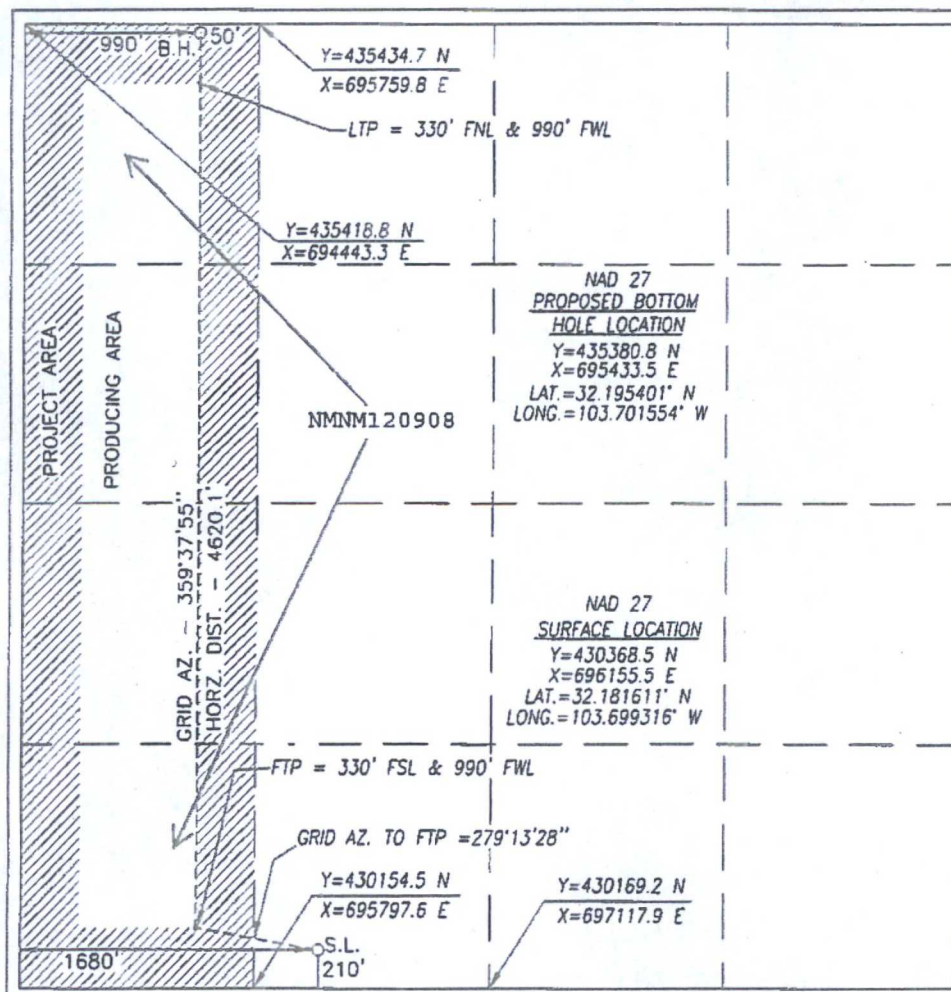 990'
B.H.
50'
Y=435434.7 N
X=695759.8 E
LTP = 330' FNL & 990' FWL
Y=435418.8 N
X=694443.3 E
NAD 27
PROPOSED BOTTOM
HOLE LOCATION
Y=435380.8 N
X=695433.5 E
LAT.=32.195401° N
LONG.=103.701554° W
PROJECT AREA
PRODUCING AREA
NMNM120908
GRID AZ. - 359°37'55"
HORZ. DIST. - 4620.1'
NAD 27
SURFACE LOCATION
Y=430368.5 N
X=696155.5 E
LAT.=32.181611° N
LONG.=103.699316° W
FTP = 330' FSL & 990' FWL
GRID AZ. TO FTP =279°13'28"
Y=430154.5 N
X=695797.6 E
Y=430169.2 N
X=697117.9 E
S.L.
1680'
210'